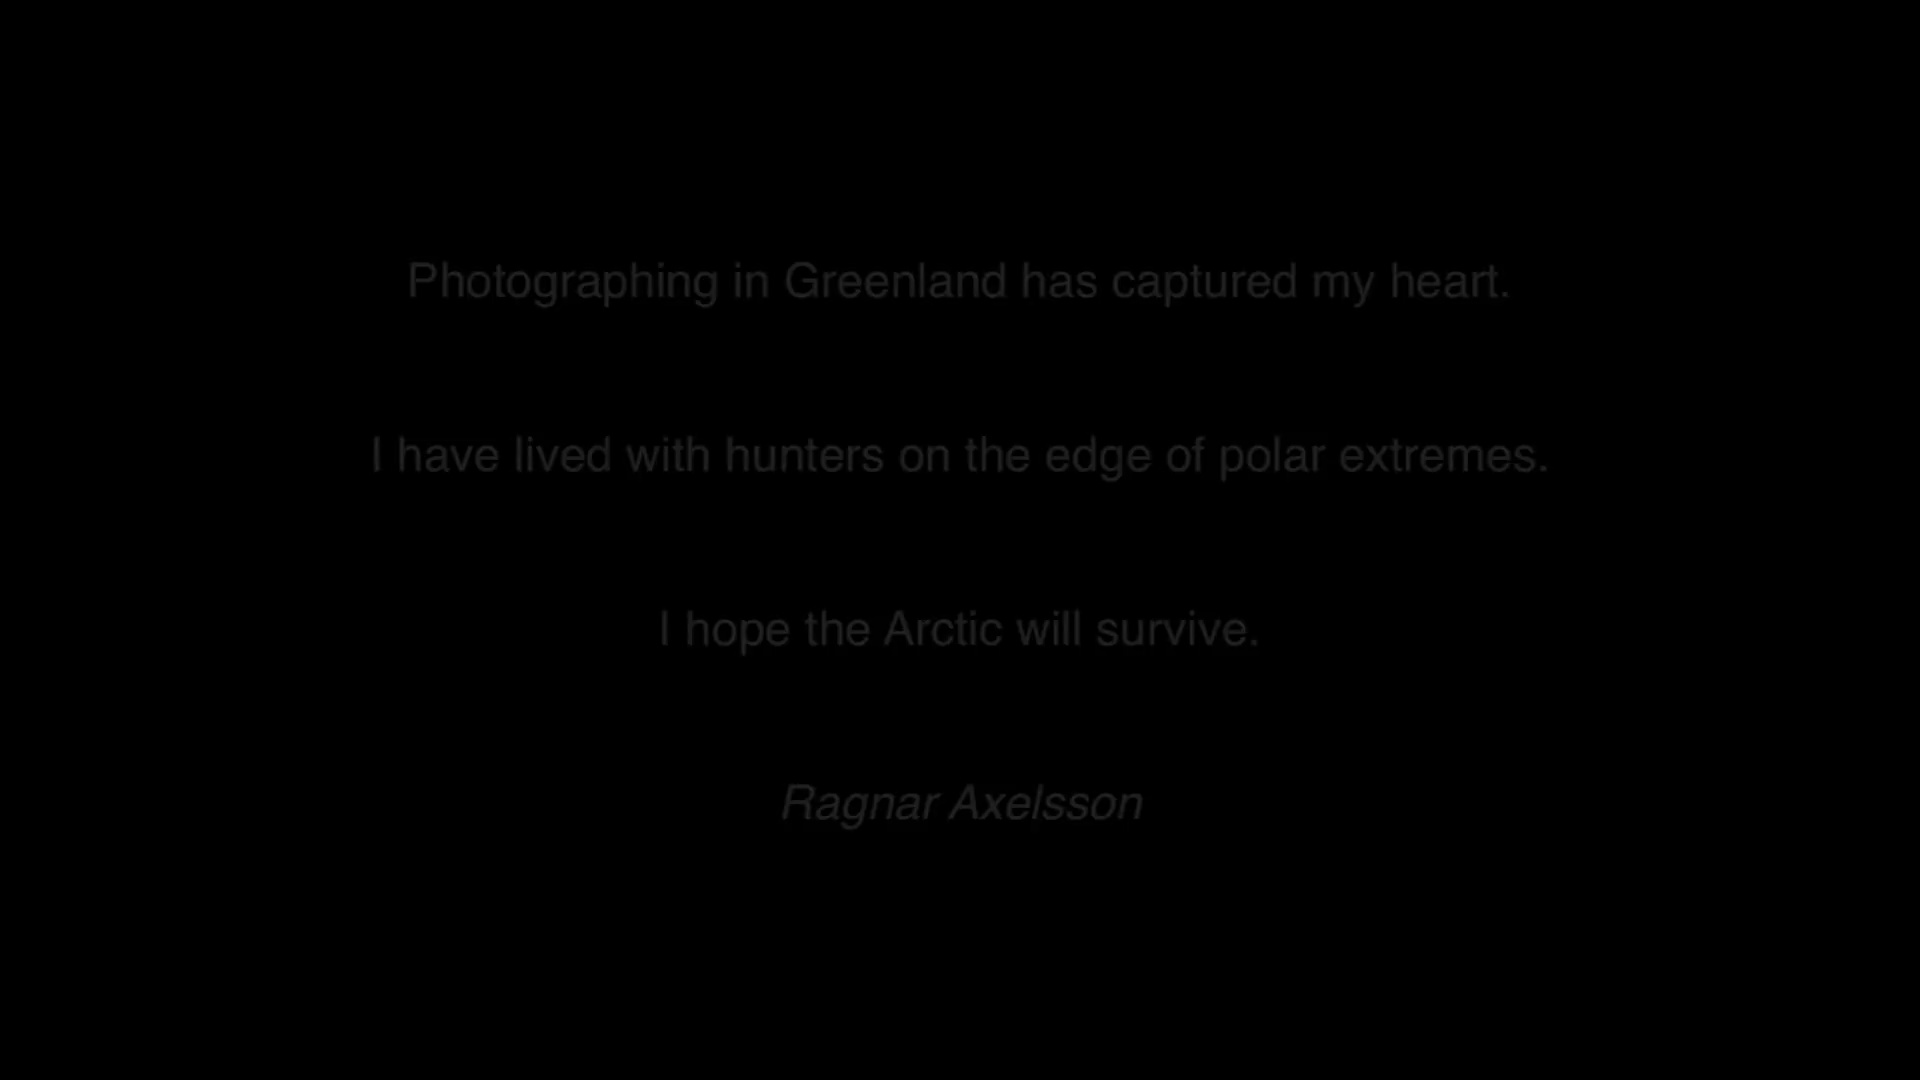 Photographing in Greenland has captured my heart.
I have lived with hunters on the edge of polar extremes.
I hope the Arctic will survive.
Ragnar Axelsson